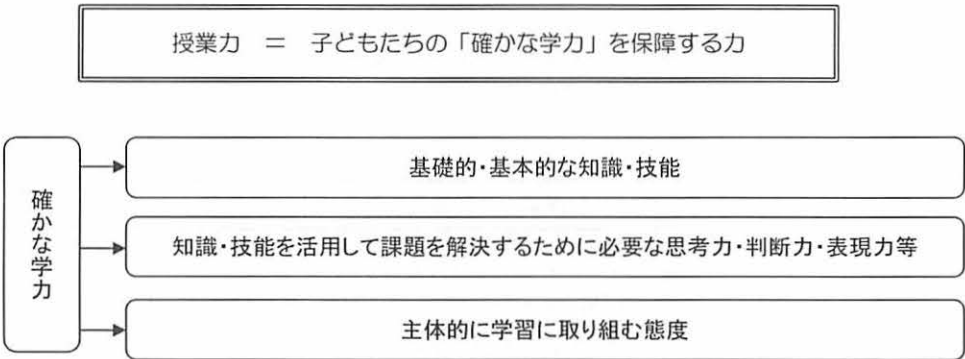 授業力 = 子どもたちの「確かな学力」を保障する力
確かな学力
基礎的・基本的な知識・技能
知識・技能を活用して課題を解決するために必要な思考力・判断力・表現力等
主体的に学習に取り組む態度